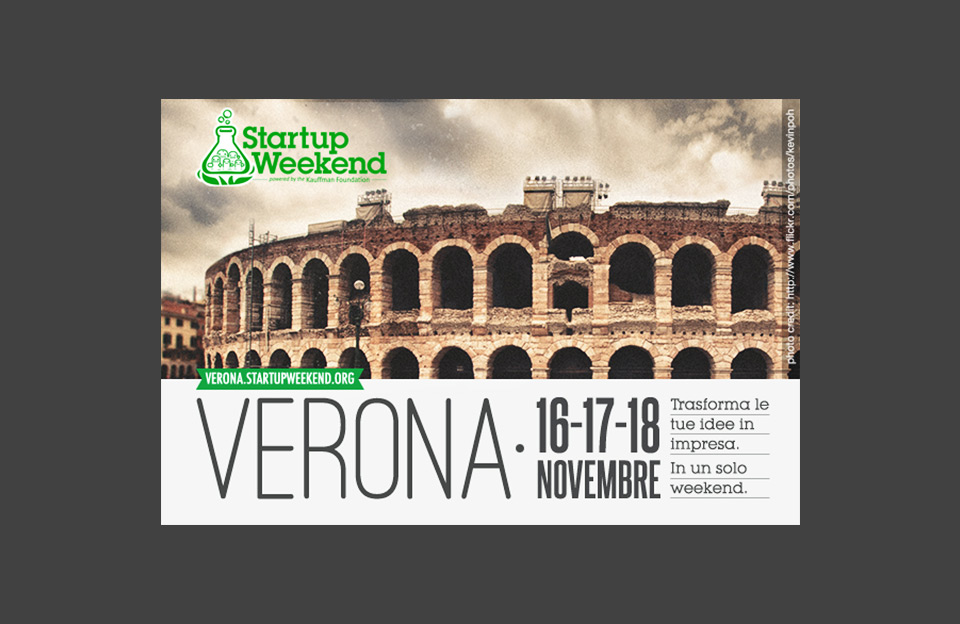 Startup
Weekend
powered by the Kauffman Foundation
photo credit: http://www.flickr.com/photos/kevinpoh
VERONA.STARTUPWEEKEND.ORG
VERONA.
16-17-18
NOVEMBRE
Trasforma le
tue idee in
impresa.
In un solo
weekend.